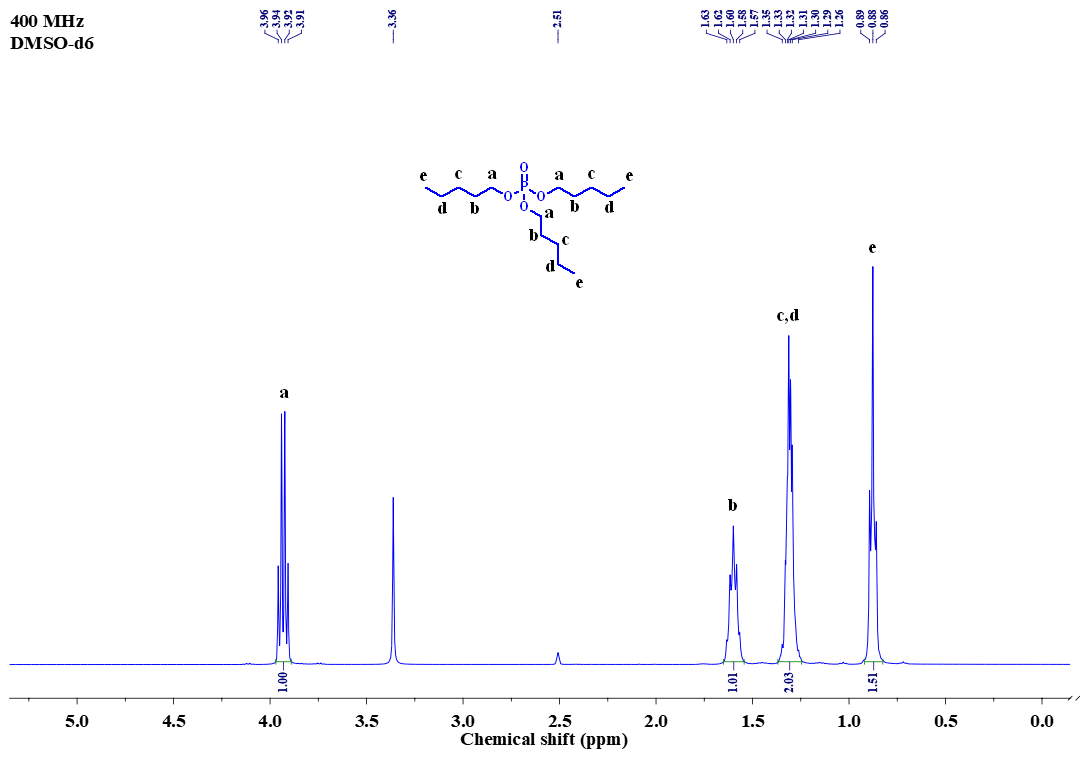 400 MHz
DMSO-d6
3.96
3.94
3.92
3.91
3.36
2.51
1.63
1.62
1.60
1.58
1.57
1.35
1.33
1.32
1.31
1.30
1.29
1.26
0.89
0.88
0.86
O
e c a P a c e
d b O O b d
O
a
b c
d
e
e
c,d
a
b
1.00
1.01
2.03
1.51
5.0 4.5 4.0 3.5 3.0 2.5 2.0 1.5 1.0 0.5 0.0
Chemical shift (ppm)